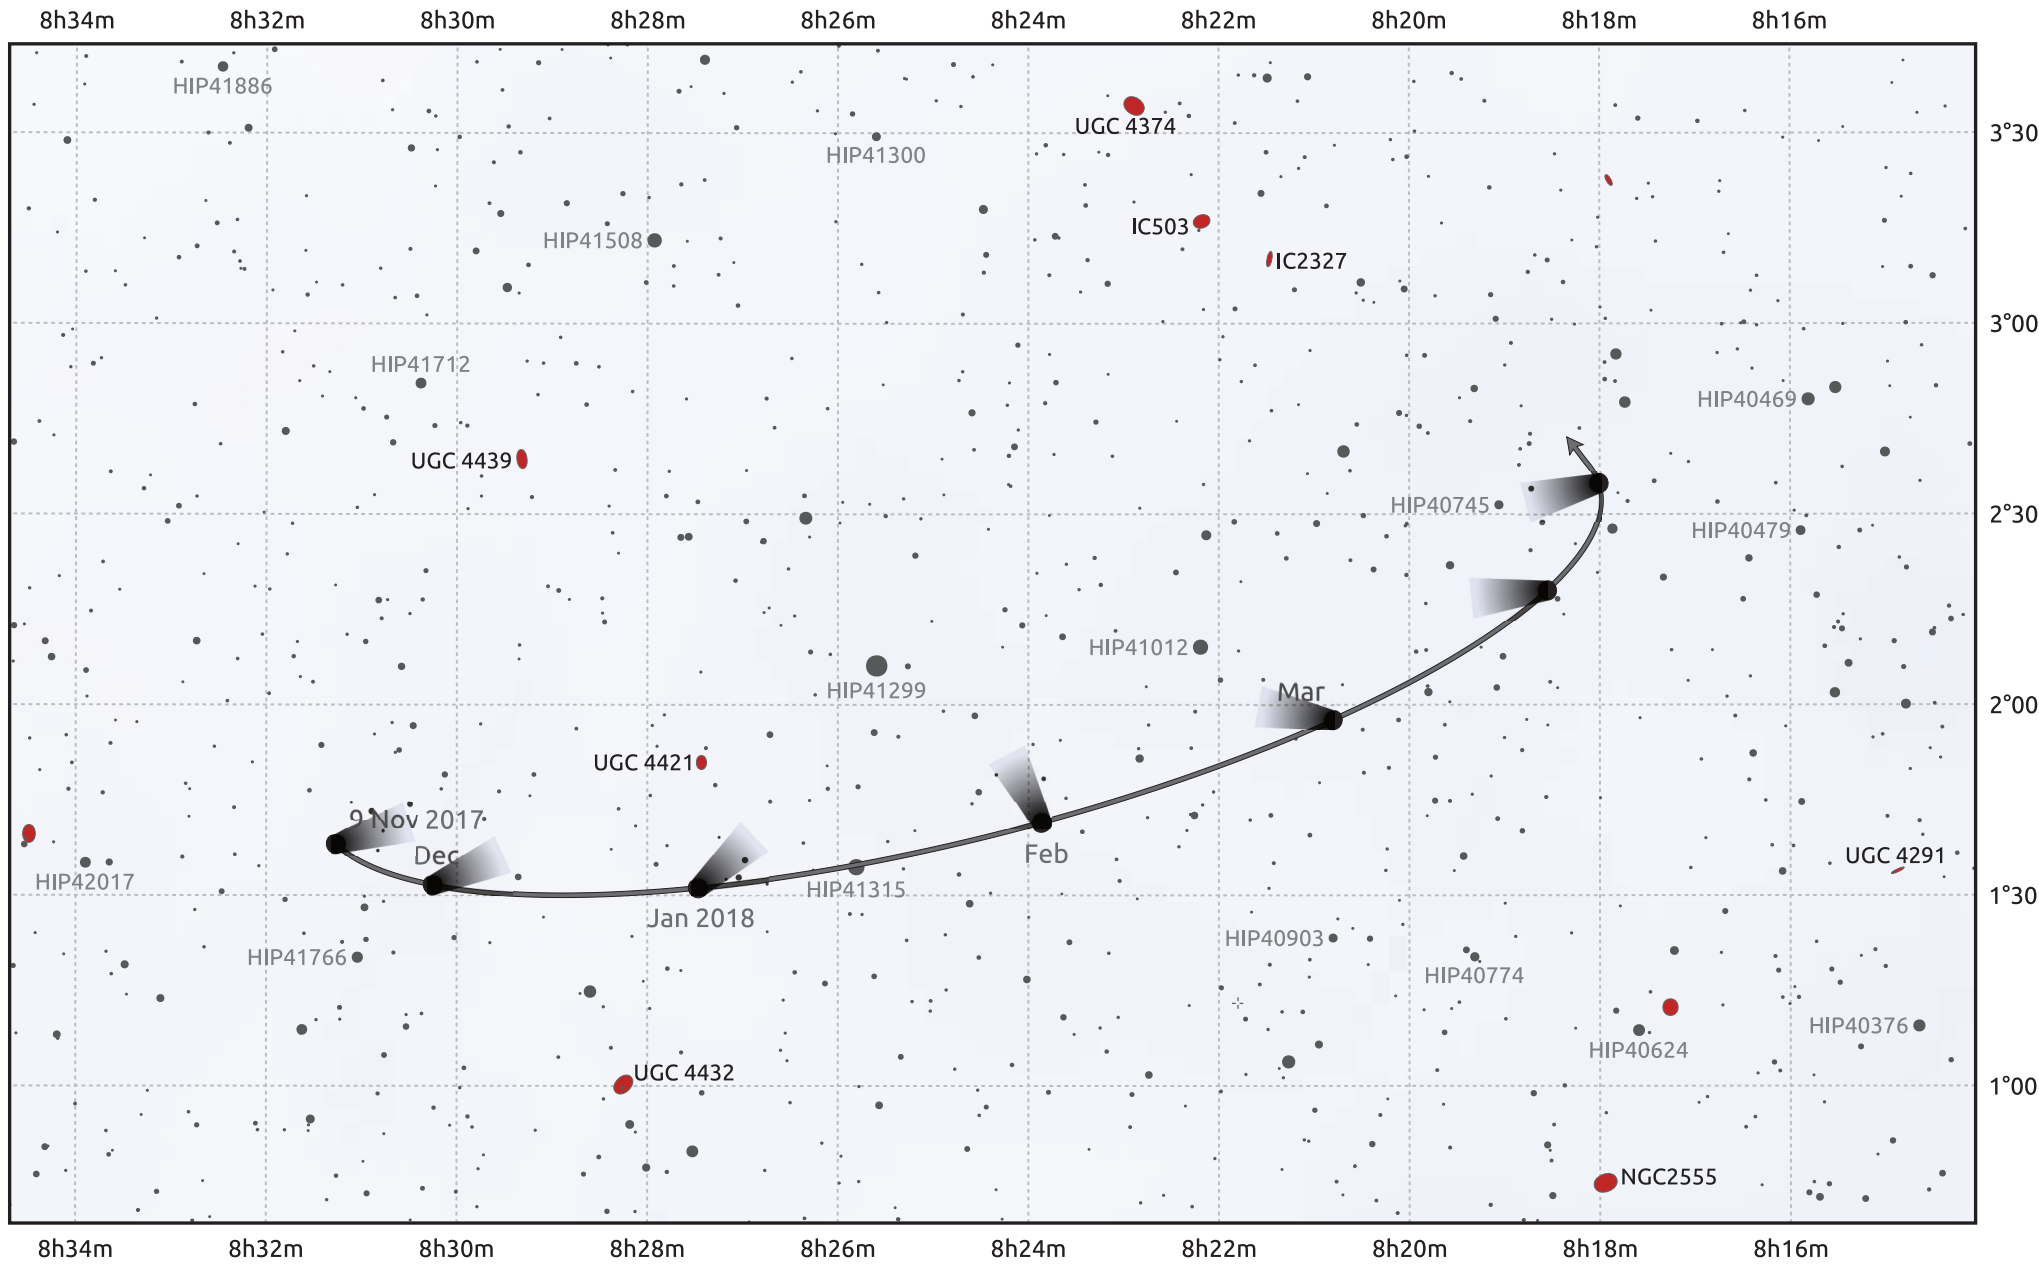 8h34m 8h32m 8h30m 8h28m 8h26m 8h24m 8h22m 8h20m 8h18m 8h16m
HIP41886
UGC 4374
3°30
HIP41300
IC503
HIP41508
IC2327
3°00
HIP41712
HIP40469
UGC 4439
HIP40745
2°30
HIP40479
HIP41012
HIP41299
Mar
2°00
UGC 4421
9 Nov 2017
Dec
Feb
UGC 4291
HIP42017
HIP41315
1°30
Jan 2018
HIP40903
HIP41766
HIP40774
HIP40376
HIP40624
UGC 4432
1°00
NGC2555
8h34m 8h32m 8h30m 8h28m 8h26m 8h24m 8h22m 8h20m 8h18m 8h16m